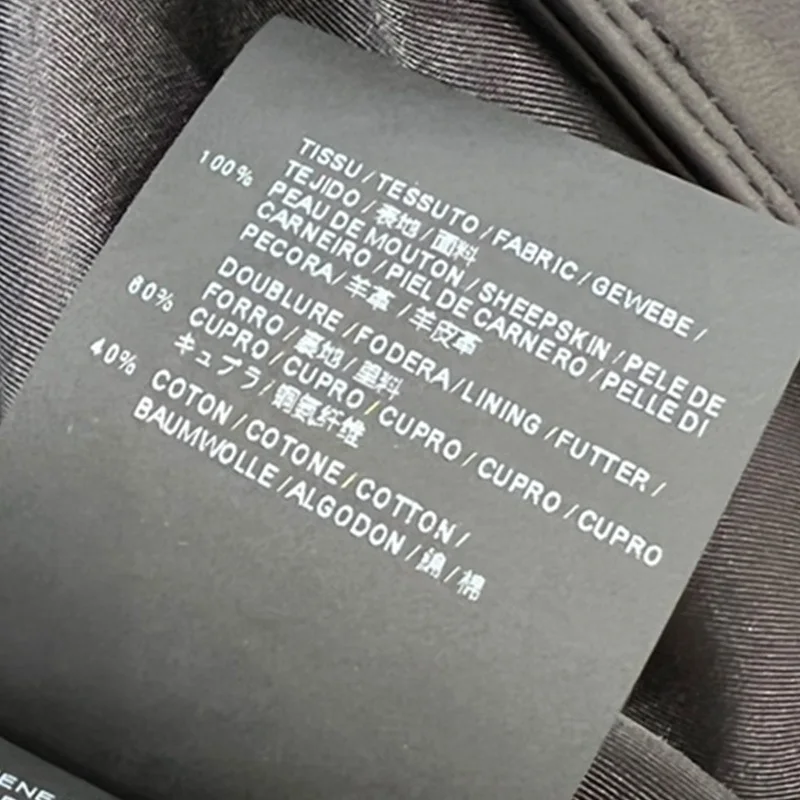 TISSU / TESSUTO / FABRIC / GEWEBE /
TEJIDO / 表地 / 面料
100% PEAU DE MOUTON / SHEEPSKIN / PELE DE
CARNEIRO / PIEL DE CARNERO / PELLE DI
PECORA / 羊革 / 羊皮革
DOUBLURE / FODERA / LINING / FUTTER /
FORRO / 裏地 / 里料
60% CUPRO / CUPRO / CUPRO / CUPRO / CUPRO
キュプラ / 铜氨纤维
40% COTON / COTONE / COTTON /
BAUMWOLLE / ALGODON / 綿 / 棉